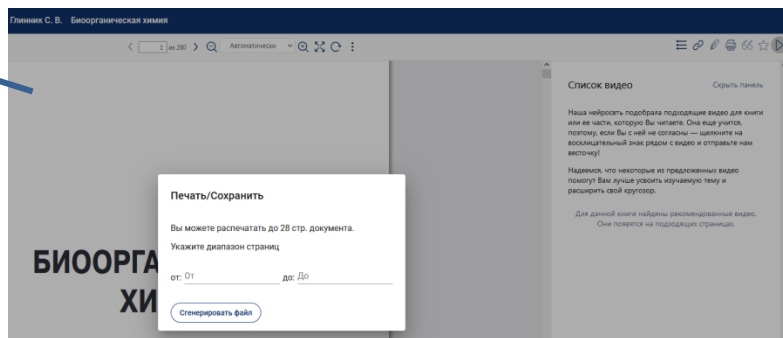 Глинник С. В. Биоорганическая химия
1 из 280 Автоматически
Список видео Скрыть панель
Наша нейросеть подобрала подходящие видео для книги
или ее части, которую Вы читаете. Она еще учится,
поэтому, если Вы с ней не согласны — щелкните на
восклицательный знак рядом с видео и отправьте нам
весточку!
Надеемся, что некоторые из предложенных видео
помогут Вам лучше усвоить изучаемую тему и
расширить свой кругозор.
Для данной книги найдены рекомендованные видео.
Они появятся на подходящих страницах.
Печать/Сохранить
Вы можете распечатать до 28 стр. документа.
Укажите диапазон страниц
от: От до: До
Сгенерировать файл
БИООРГА
ХИ